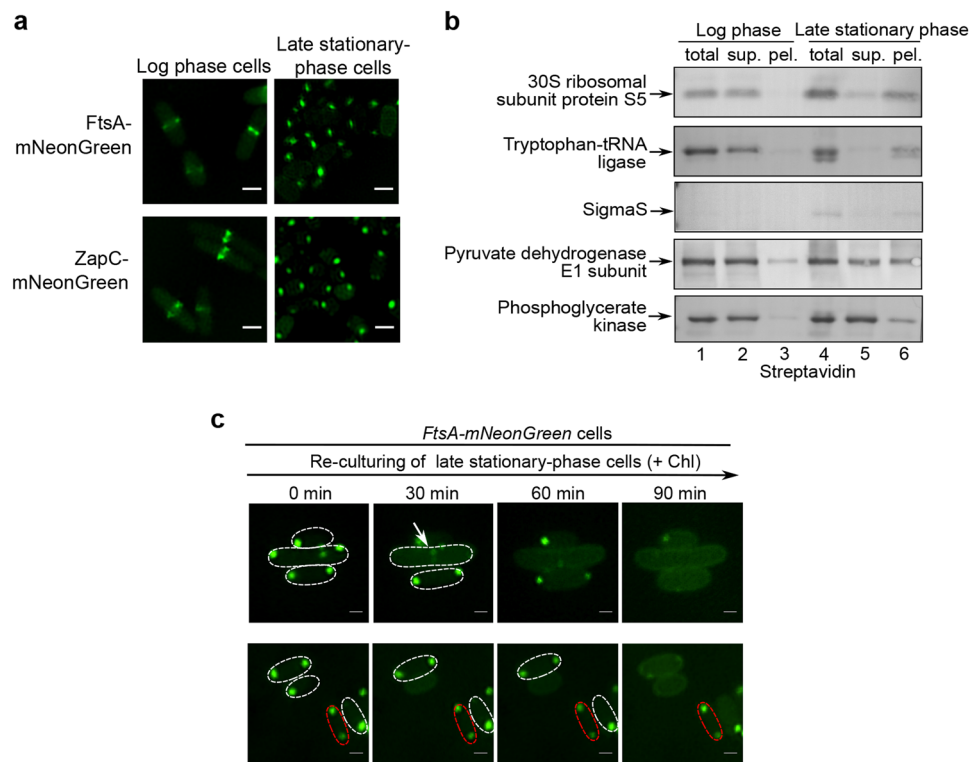 a
Log phase cells
Late stationary-
phase cells
FtsA-
mNeonGreen
ZapC-
mNeonGreen
b
Log phase
Late stationary phase
total sup. pel. total sup. pel.
30S ribosomal
subunit protein S5
Tryptophan-tRNA
ligase
SigmaS
Pyruvate dehydrogenase
E1 subunit
Phosphoglycerate
kinase
1 2 3 4 5 6
Streptavidin
c
FtsA-mNeonGreen cells
Re-culturing of late stationary-phase cells (+ Chl)
0 min 30 min 60 min 90 min